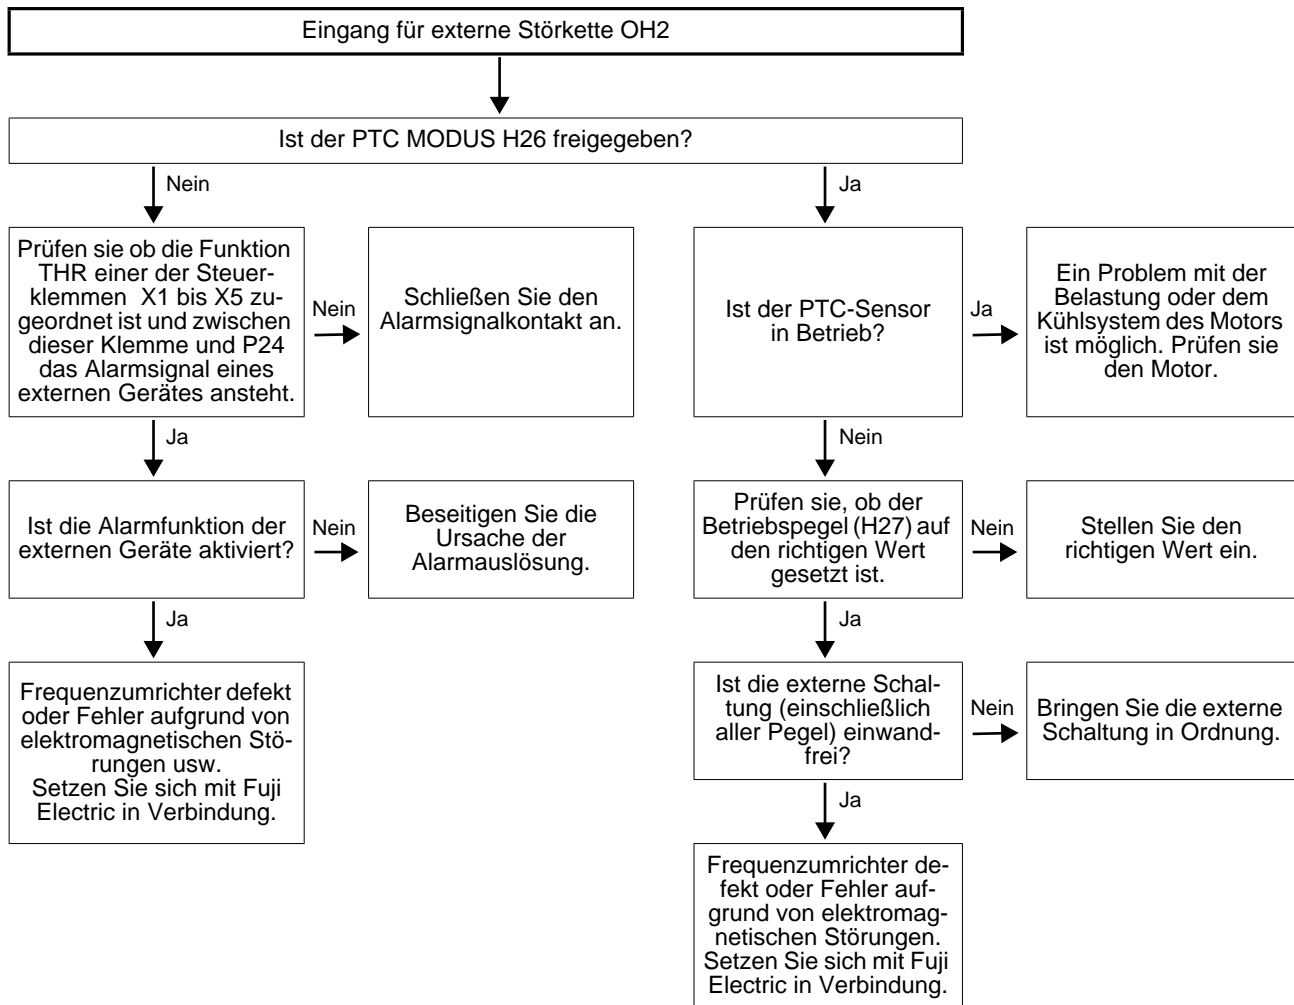 Eingang für externe Störkette OH2
Ist der PTC MODUS H26 freigegeben?
Nein
Ja
Prüfen sie ob die Funktion
THR einer der Steuer-
klemmen X1 bis X5 zu-
geordnet ist und zwischen
dieser Klemme und P24
das Alarmsignal eines
externen Gerätes ansteht.
Nein
Schließen Sie den
Alarmsignalkontakt an.
Ist der PTC-Sensor
in Betrieb?
Ja
Ein Problem mit der
Belastung oder dem
Kühlsystem des Motors
ist möglich. Prüfen sie
den Motor.
Ja
Nein
Ist die Alarmfunktion der
externen Geräte aktiviert?
Nein
Beseitigen Sie die
Ursache der
Alarmauslösung.
Prüfen sie, ob der
Betriebspegel (H27) auf
den richtigen Wert
gesetzt ist.
Nein
Stellen Sie den
richtigen Wert ein.
Ja
Ja
Frequenzumrichter defekt
oder Fehler aufgrund von
elektromagnetischen Stö-
rungen usw.
Setzen Sie sich mit Fuji
Electric in Verbindung.
Ist die externe Schal-
tung (einschließlich
aller Pegel) einwand-
frei?
Nein
Bringen Sie die externe
Schaltung in Ordnung.
Ja
Frequenzumrichter de-
fekt oder Fehler auf-
grund von elektromag-
netischen Störungen.
Setzen Sie sich mit Fuji
Electric in Verbindung.